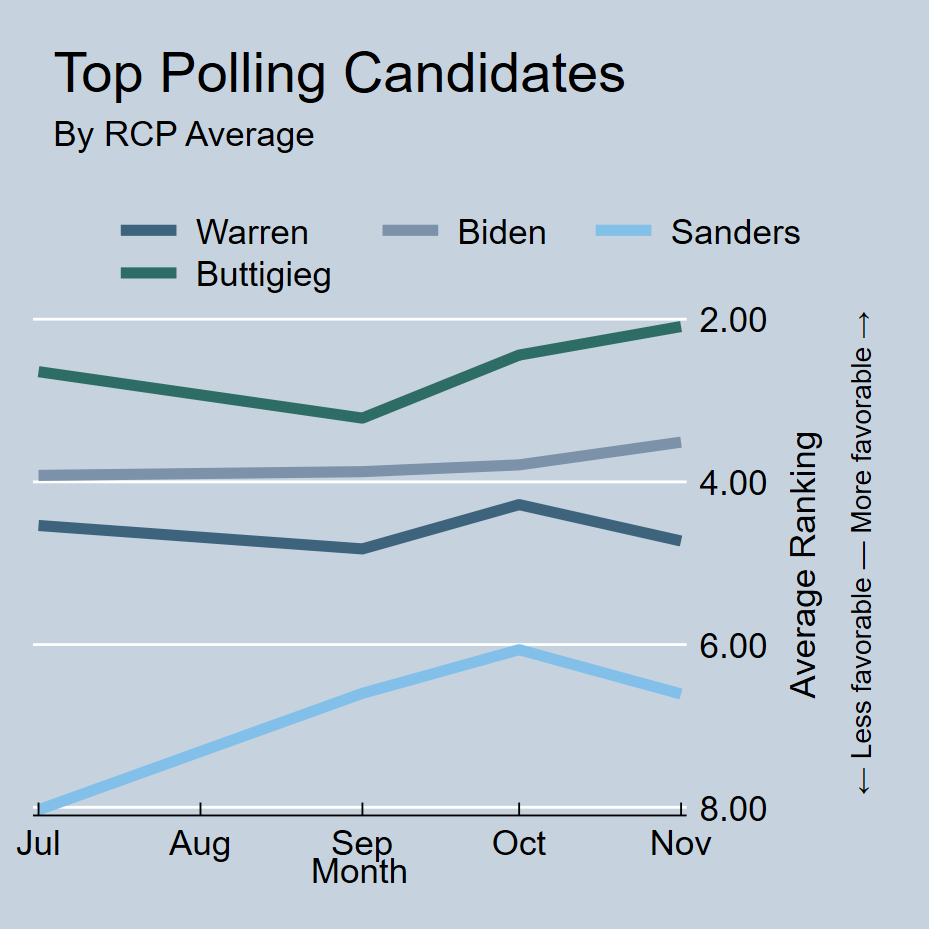 Top Polling Candidates
By RCP Average
Warren Biden Sanders
Buttigieg
2.00
4.00
6.00
8.00
Average Ranking
← Less favorable — More favorable →
Jul Aug Sep Oct Nov
Month